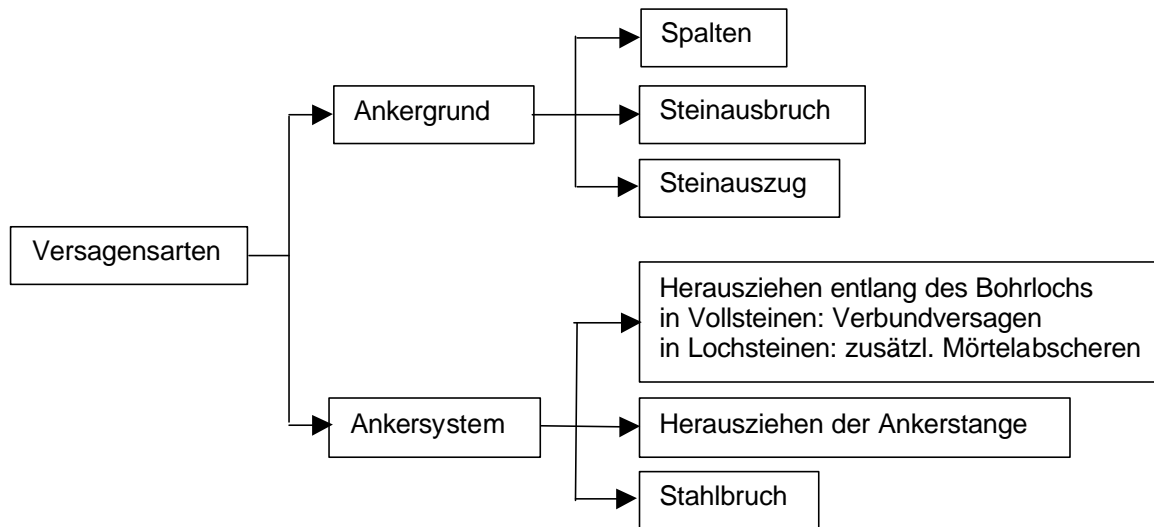 Spalten
Ankergrund
Steinausbruch
Steinauszug
Versagensarten
Herausziehen entlang des Bohrlochs
in Vollsteinen: Verbundversagen
in Lochsteinen: zusätzl. Mörtelabscheren
Ankersystem
Herausziehen der Ankerstange
Stahlbruch